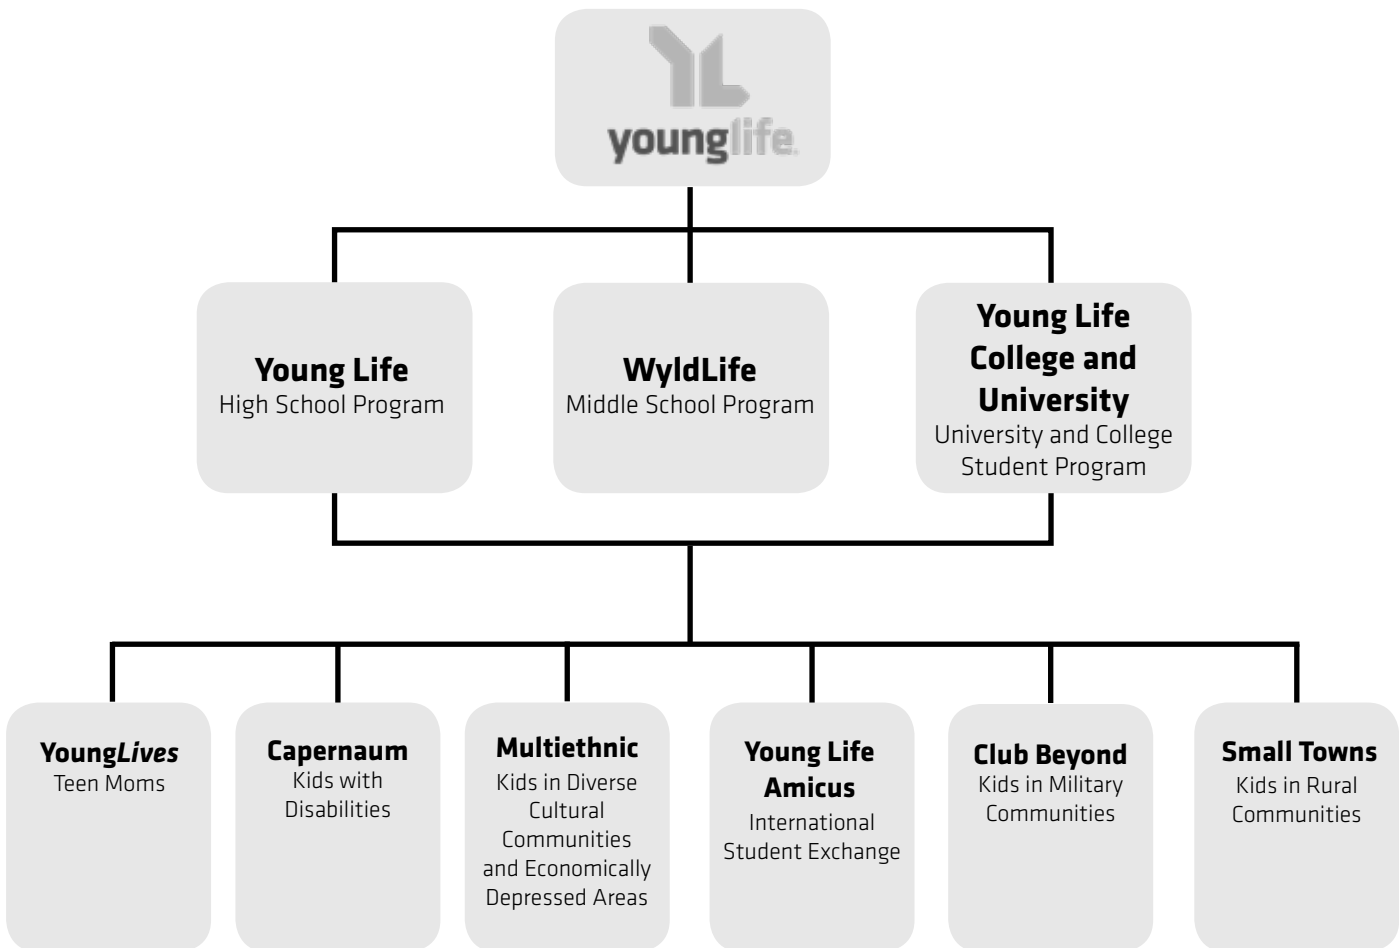 younglife.
Young Life
High School Program
WyldLife
Middle School Program
Young Life
College and
University
University and College
Student Program
YoungLives
Teen Moms
Capernaum
Kids with
Disabilities
Multiethnic
Kids in Diverse
Cultural
Communities
and Economically
Depressed Areas
Young Life
Amicus
International
Student Exchange
Club Beyond
Kids in Military
Communities
Small Towns
Kids in Rural
Communities